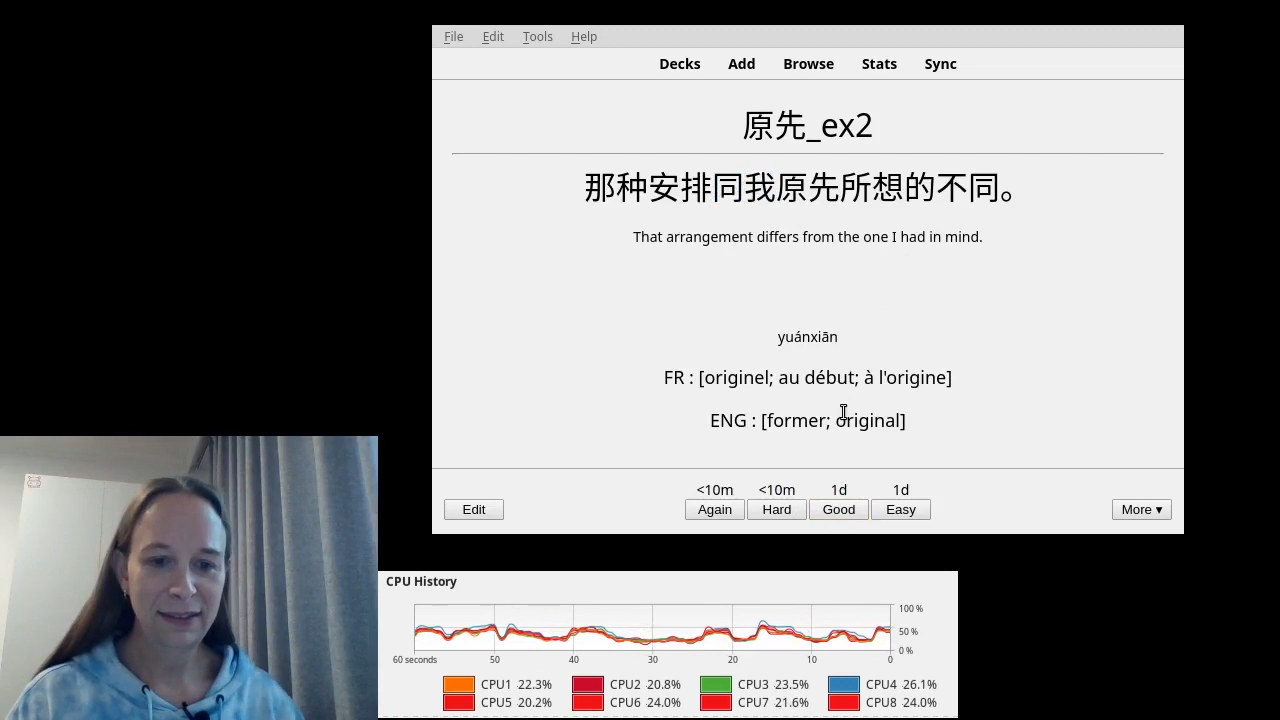 File Edit Tools Help
Decks Add Browse Stats Sync
原先_ex2
那种安排同我原先所想的不同。
That arrangement differs from the one I had in mind.
yuánxiān
FR : [originel; au début; à l'origine]
ENG : [former; original]
<10m <10m 1d 1d
Edit Again Hard Good Easy More ▾
CPU History
100 %
50 %
0 %
60 seconds 50 40 30 20 10 0
CPU1 22.3% CPU2 20.8% CPU3 23.5% CPU4 26.1%
CPU5 20.2% CPU6 24.0% CPU7 21.6% CPU8 24.0%